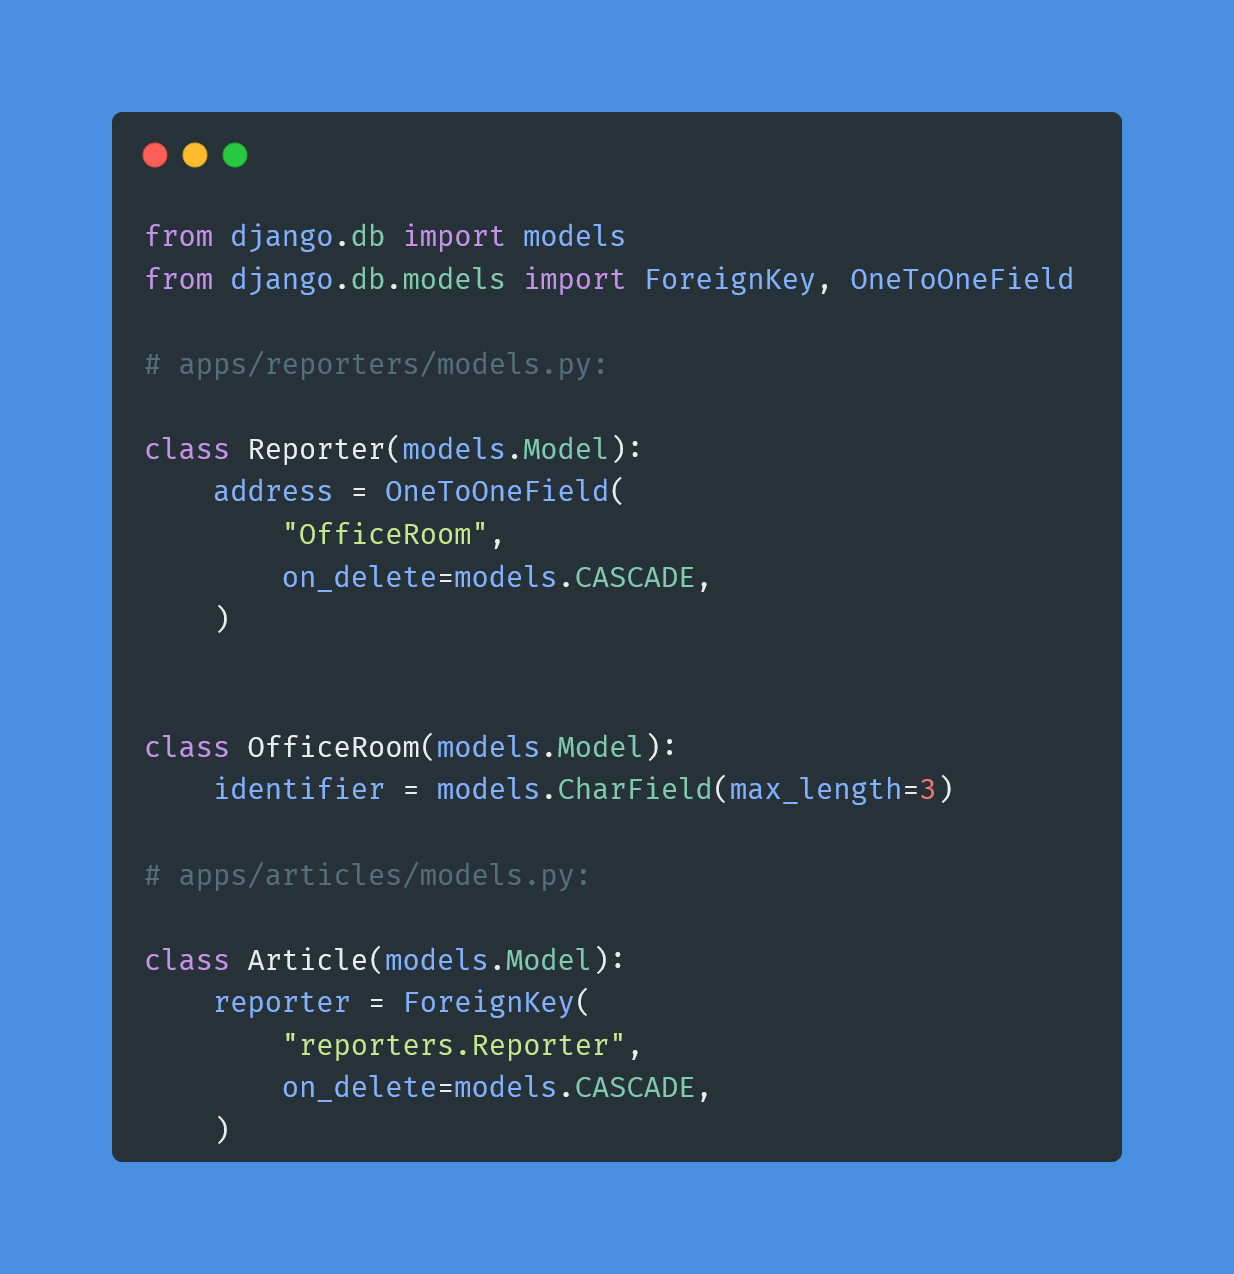 from django.db import models
from django.db.models import ForeignKey, OneToOneField
# apps/reporters/models.py:
class Reporter(models.Model):
    address = OneToOneField(
        "OfficeRoom",
        on_delete=models.CASCADE,
    )
class OfficeRoom(models.Model):
    identifier = models.CharField(max_length=3)
# apps/articles/models.py:
class Article(models.Model):
    reporter = ForeignKey(
        "reporters.Reporter",
        on_delete=models.CASCADE,
    )